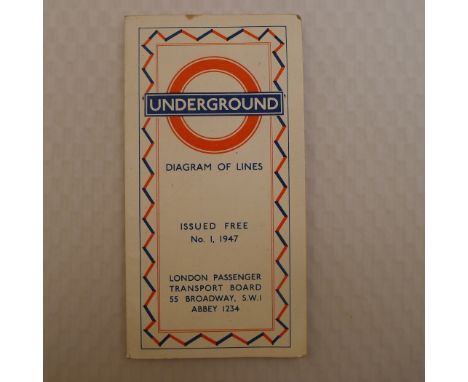 UNDERGROUND
DIAGRAM OF LINES
ISSUED FREE
No. 1, 1947
LONDON PASSENGER
TRANSPORT BOARD
55 BROADWAY, S.W.1
ABBEY 1234